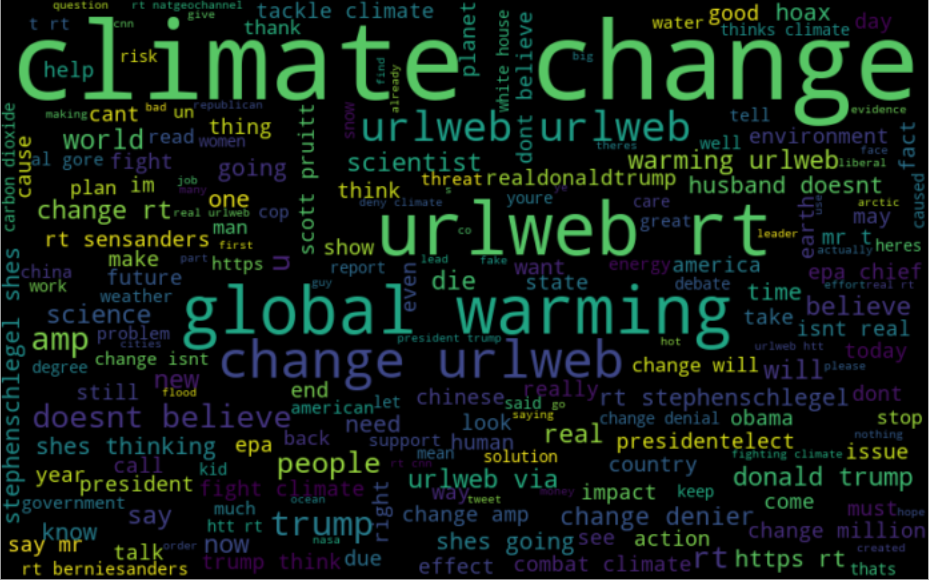 question rt natgeochannel
give
tackle climate
t rt
cnn
thank
planet
white house
dont believe
water good hoax day
thinks climate
climate change
risk
help
find
already
big
making cant bad un republican
snow
evidence
carbon dioxide
cause
world read women thing
urlweb urlweb
theres
tell
well environment
face
fact
al gore fight going
scott pruitt
scientist
warming urlweb liberal
plan im job
many
one
think
threat realdonaldtrump husband doesnt
s
ye
deny climate
youre
care
earth
use
arctic
caused
change rt real urlweb cop
man
urlweb rt
great
leader
may
co
rt sensanders first
show
mr t heres
actually
make part https u
report lead fake want energy america
epa chief
china
work
future
guy
even
die state debate
effort real rt
weather
global warming
time
believe
science
take isnt real
amp problem
cities
president trump
hot
urlweb htt
today
degree change isnt
change urlweb
change will will please
still new
flood
end
chinese
really
rt stephenschlegel dont
stephenschlegel shes
american let
said go
saying
doesnt believe
need look
change denial obama stop
nothing
shes thinking epa back support human real presidentelect issue
mean
solution
fighting climate
call kid people rt cnn
country
year president
urlweb via
donald trump
fight climate ocean
right
way
tweet
money
impact keep come
must hope
government
much
say
htt rt trump
change amp change denier
change million
know
nasa
say mr talk order now
shes going see action
created
rt berniesanders
trump think due
effect combat climate rt https rt thats